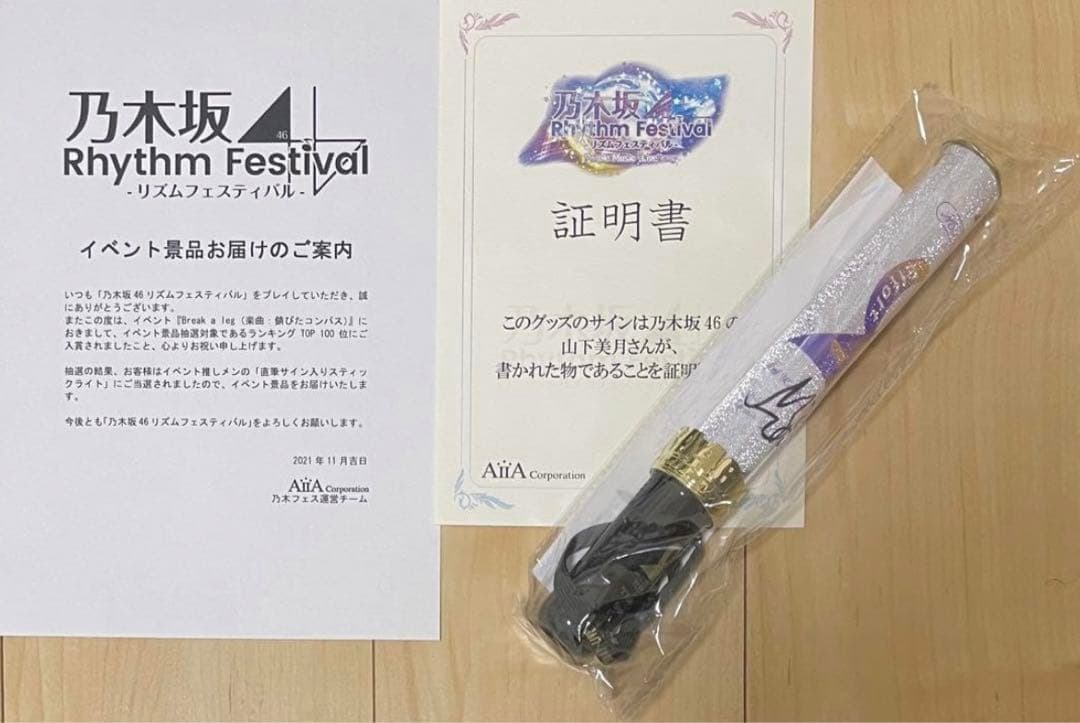 乃木坂46
Rhythm Festival
- リズムフェスティバル -
イベント景品お届けのご案内
いつも「乃木坂46リズムフェスティバル」をプレイしていただき、誠
にありがとうございます。
またこの度は、イベント『Break a leg（楽曲：錆びたコンパス）』に
おきまして、イベント景品抽選対象であるランキング TOP 100 位にご
入賞されましたこと、心よりお祝い申し上げます。
抽選の結果、お客様はイベント推しメンの「直筆サイン入りスティッ
クライト」にご当選されましたので、イベント景品をお届けいたしま
す。
今後とも「乃木坂46リズムフェスティバル」をよろしくお願いします。
2021年11月吉日
AiiA Corporation
乃木フェス運営チーム
乃木坂
Rhythm Festival
- リズムフェスティバル -
証明書
このグッズのサインは乃木坂46の
山下美月さんが、
書かれた物であることを証明
AiiA Corporation